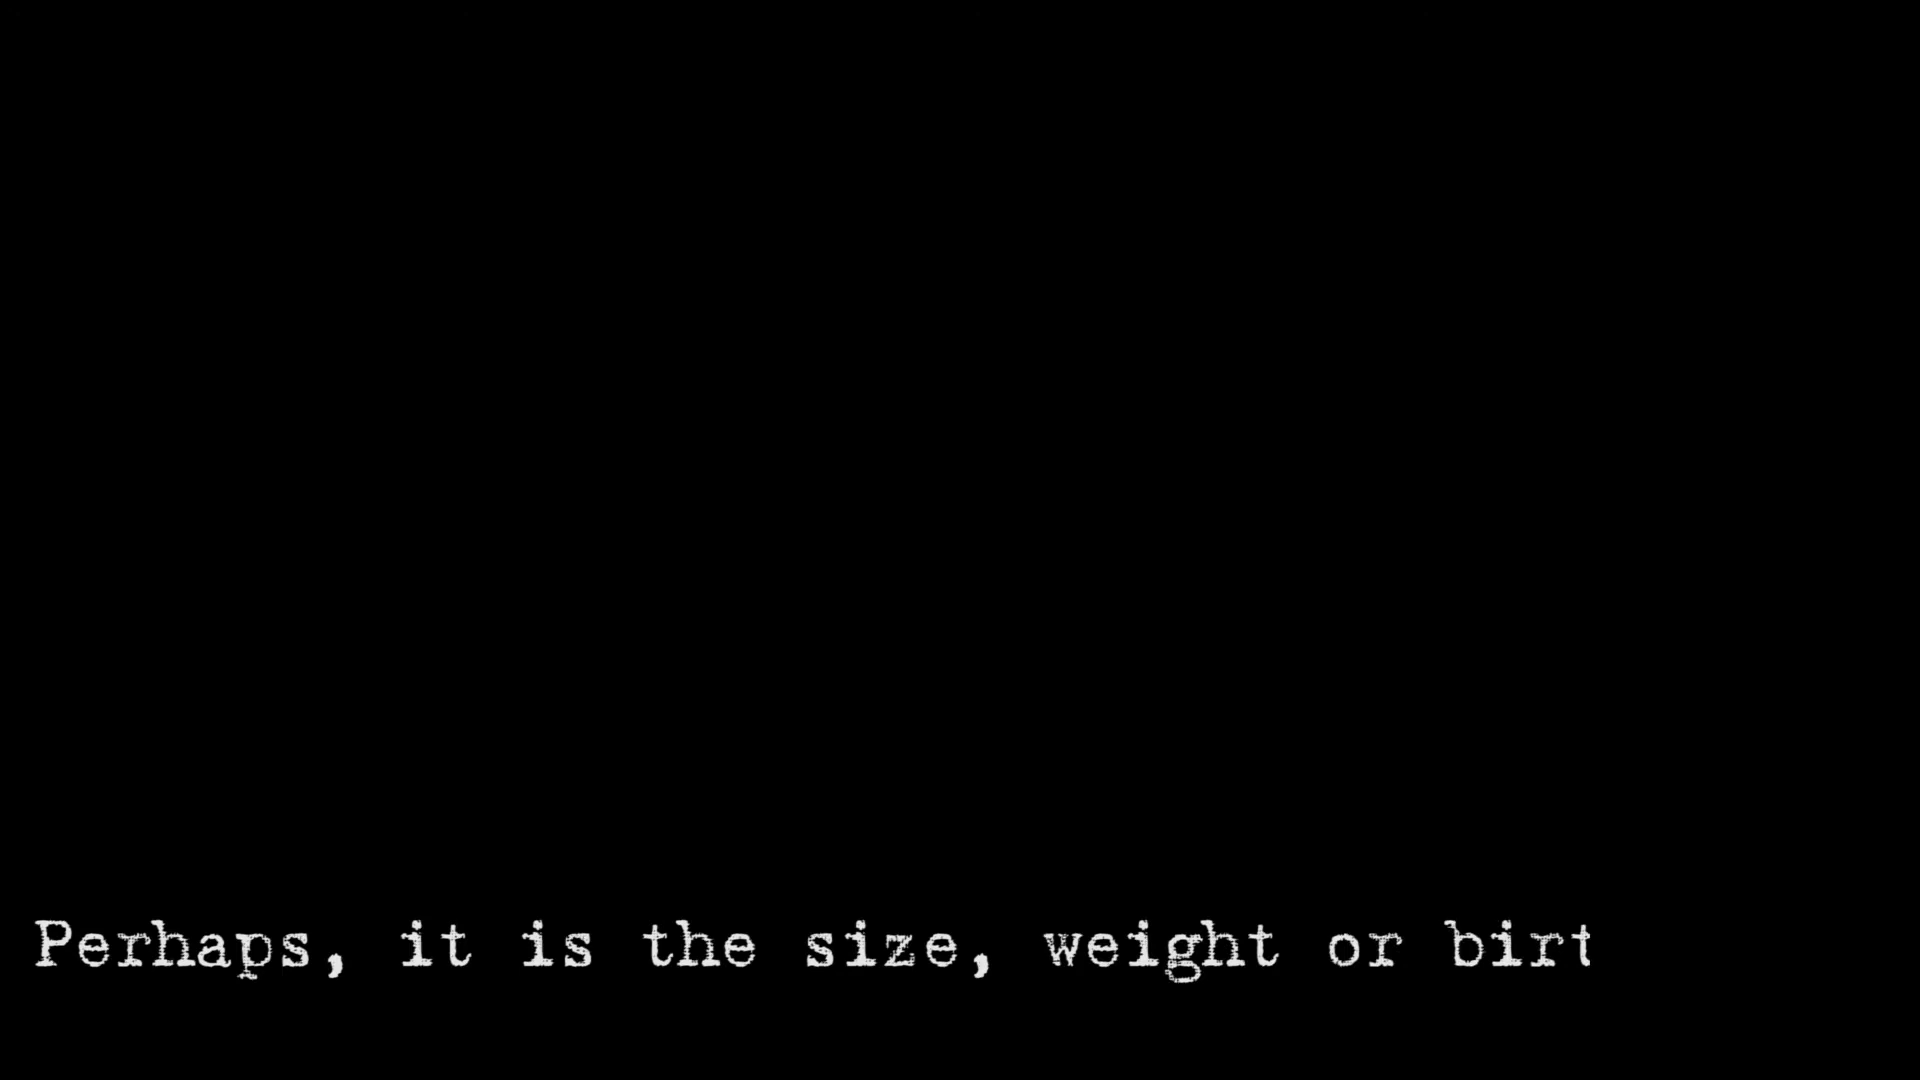 Perhaps, it is the size, weight or birt